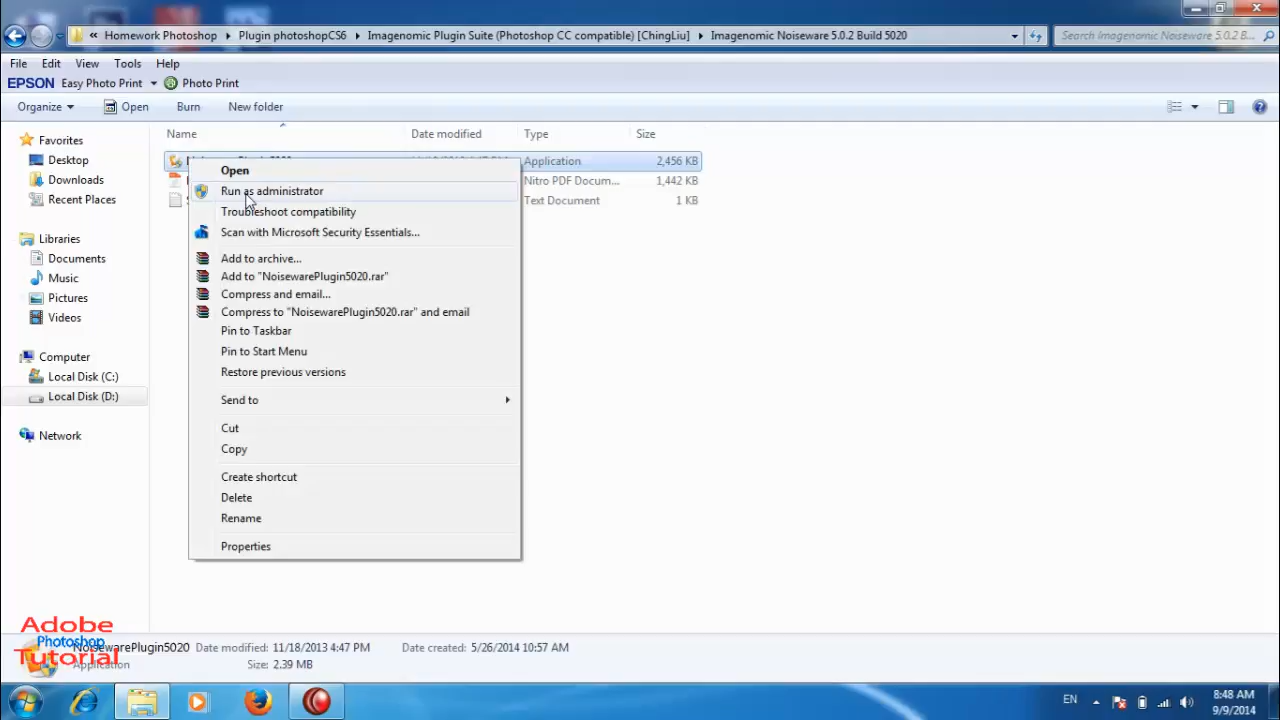 « Homework Photoshop Plugin photoshopCS6 Imagenomic Plugin Suite (Photoshop CC compatible) [ChingLiu] Imagenomic Noiseware 5.0.2 Build 5020 Search Imagenomic Noiseware 5.0.2 B...
File Edit View Tools Help
EPSON Easy Photo Print Photo Print
Organize Open Burn New folder
Name Date modified Type Size
Favorites
Desktop
Downloads
Recent Places
Libraries
Documents
Music
Pictures
Videos
Computer
Local Disk (C:)
Local Disk (D:)
Network
Application 2,456 KB
Nitro PDF Docum... 1,442 KB
Text Document 1 KB
Open
Run as administrator
Troubleshoot compatibility
Scan with Microsoft Security Essentials...
Add to archive...
Add to "NoisewarePlugin5020.rar"
Compress and email...
Compress to "NoisewarePlugin5020.rar" and email
Pin to Taskbar
Pin to Start Menu
Restore previous versions
Send to
Cut
Copy
Create shortcut
Delete
Rename
Properties
Adobe
Photoshop
Tutorial
NoisewarePlugin5020 Date modified: 11/18/2013 4:47 PM Date created: 5/26/2014 10:57 AM
Application Size: 2.39 MB
EN 8:48 AM
9/9/2014